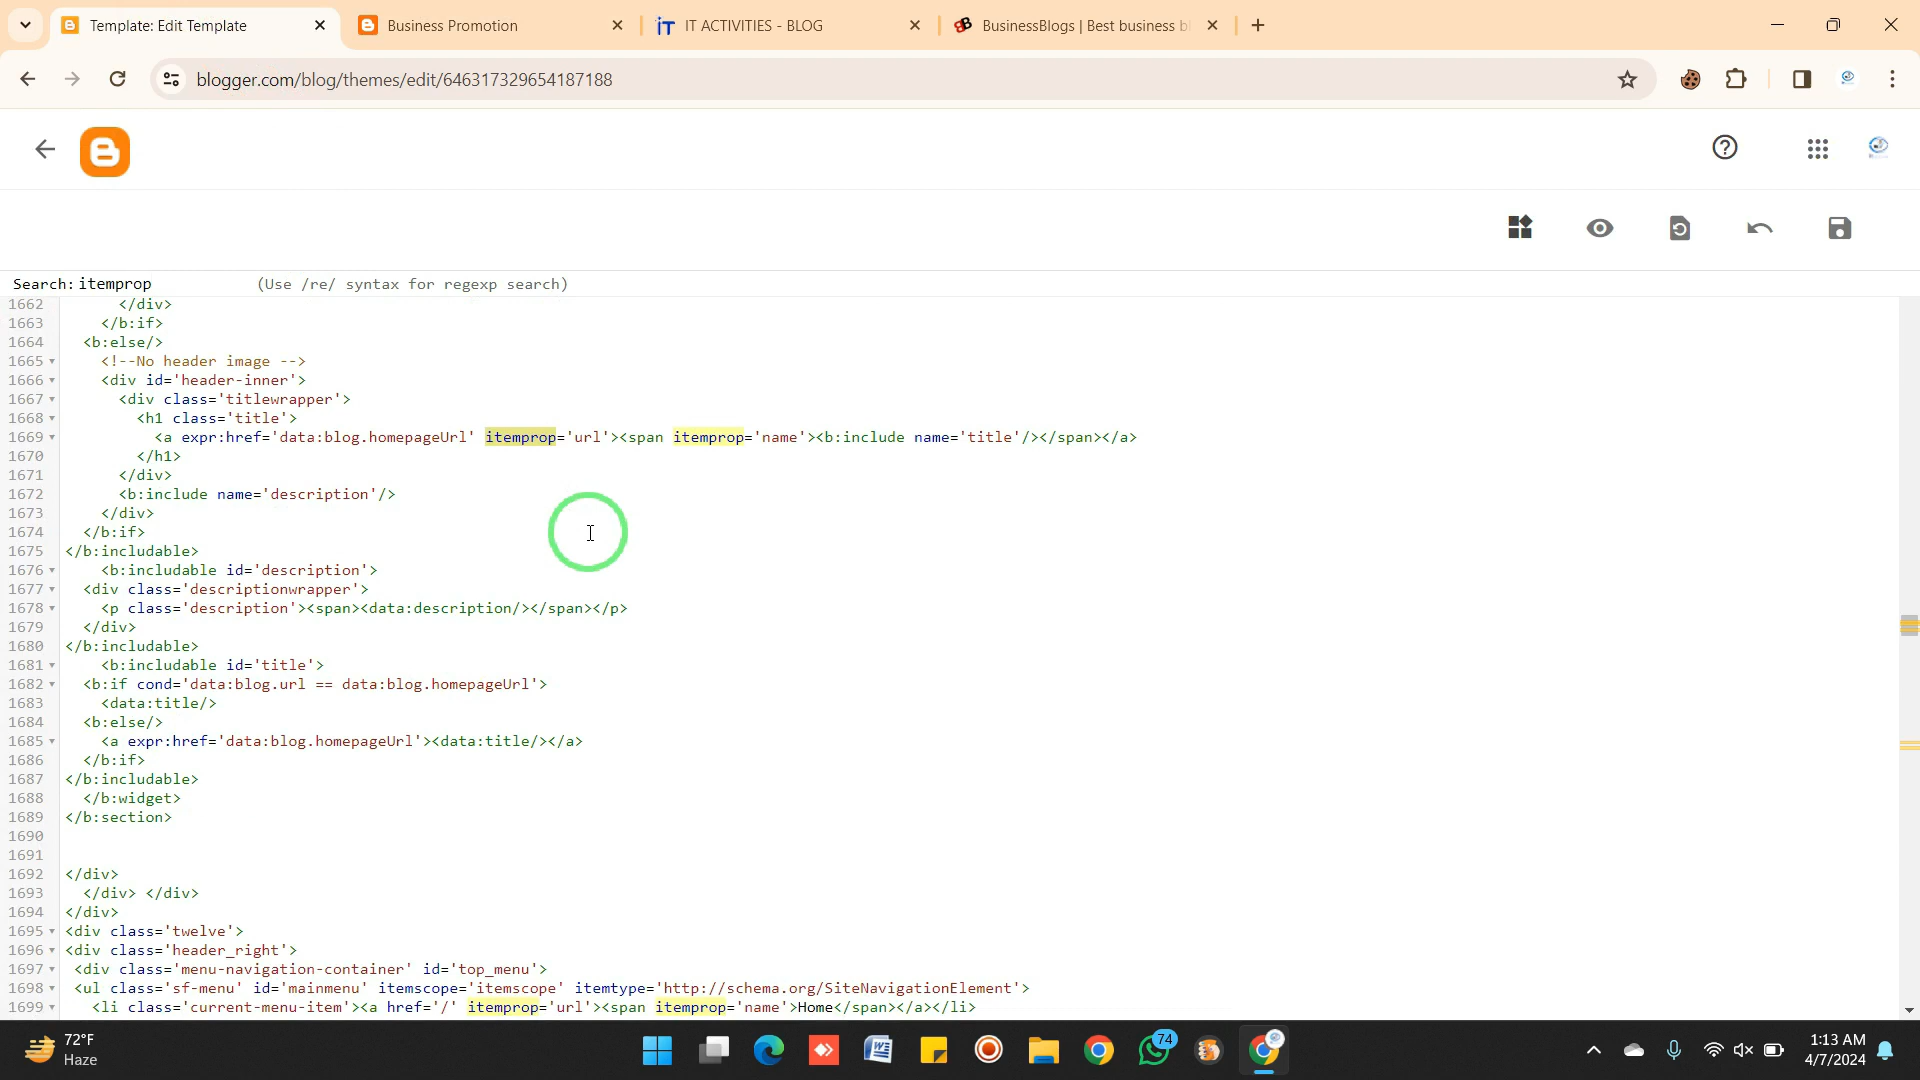 Template: Edit Template
Business Promotion
IT ACTIVITIES - BLOG
BusinessBlogs | Best business b
blogger.com/blog/themes/edit/646317329654187188
Search: itemprop (Use /re/ syntax for regexp search)
1662 </div>
1663 </b:if>
1664 <b:else/>
1665 <!--No header image -->
1666 <div id='header-inner'>
1667 <div class='titlewrapper'>
1668 <h1 class='title'>
1669 <a expr:href='data:blog.homepageUrl' itemprop='url'><span itemprop='name'><b:include name='title'/></span></a>
1670 </h1>
1671 </div>
1672 <b:include name='description'/>
1673 </div>
1674 </b:if>
1675 </b:includable>
1676 <b:includable id='description'>
1677 <div class='descriptionwrapper'>
1678 <p class='description'><span><data:description/></span></p>
1679 </div>
1680 </b:includable>
1681 <b:includable id='title'>
1682 <b:if cond='data:blog.url == data:blog.homepageUrl'>
1683 <data:title/>
1684 <b:else/>
1685 <a expr:href='data:blog.homepageUrl'><data:title/></a>
1686 </b:if>
1687 </b:includable>
1688 </b:widget>
1689 </b:section>
1690
1691
1692 </div>
1693 </div> </div>
1694 </div>
1695 <div class='twelve'>
1696 <div class='header_right'>
1697 <div class='menu-navigation-container' id='top_menu'>
1698 <ul class='sf-menu' id='mainmenu' itemscope='itemscope' itemtype='http://schema.org/SiteNavigationElement'>
1699 <li class='current-menu-item'><a href='/' itemprop='url'><span itemprop='name'>Home</span></a></li>
72°F
Haze
74
1:13 AM
4/7/2024